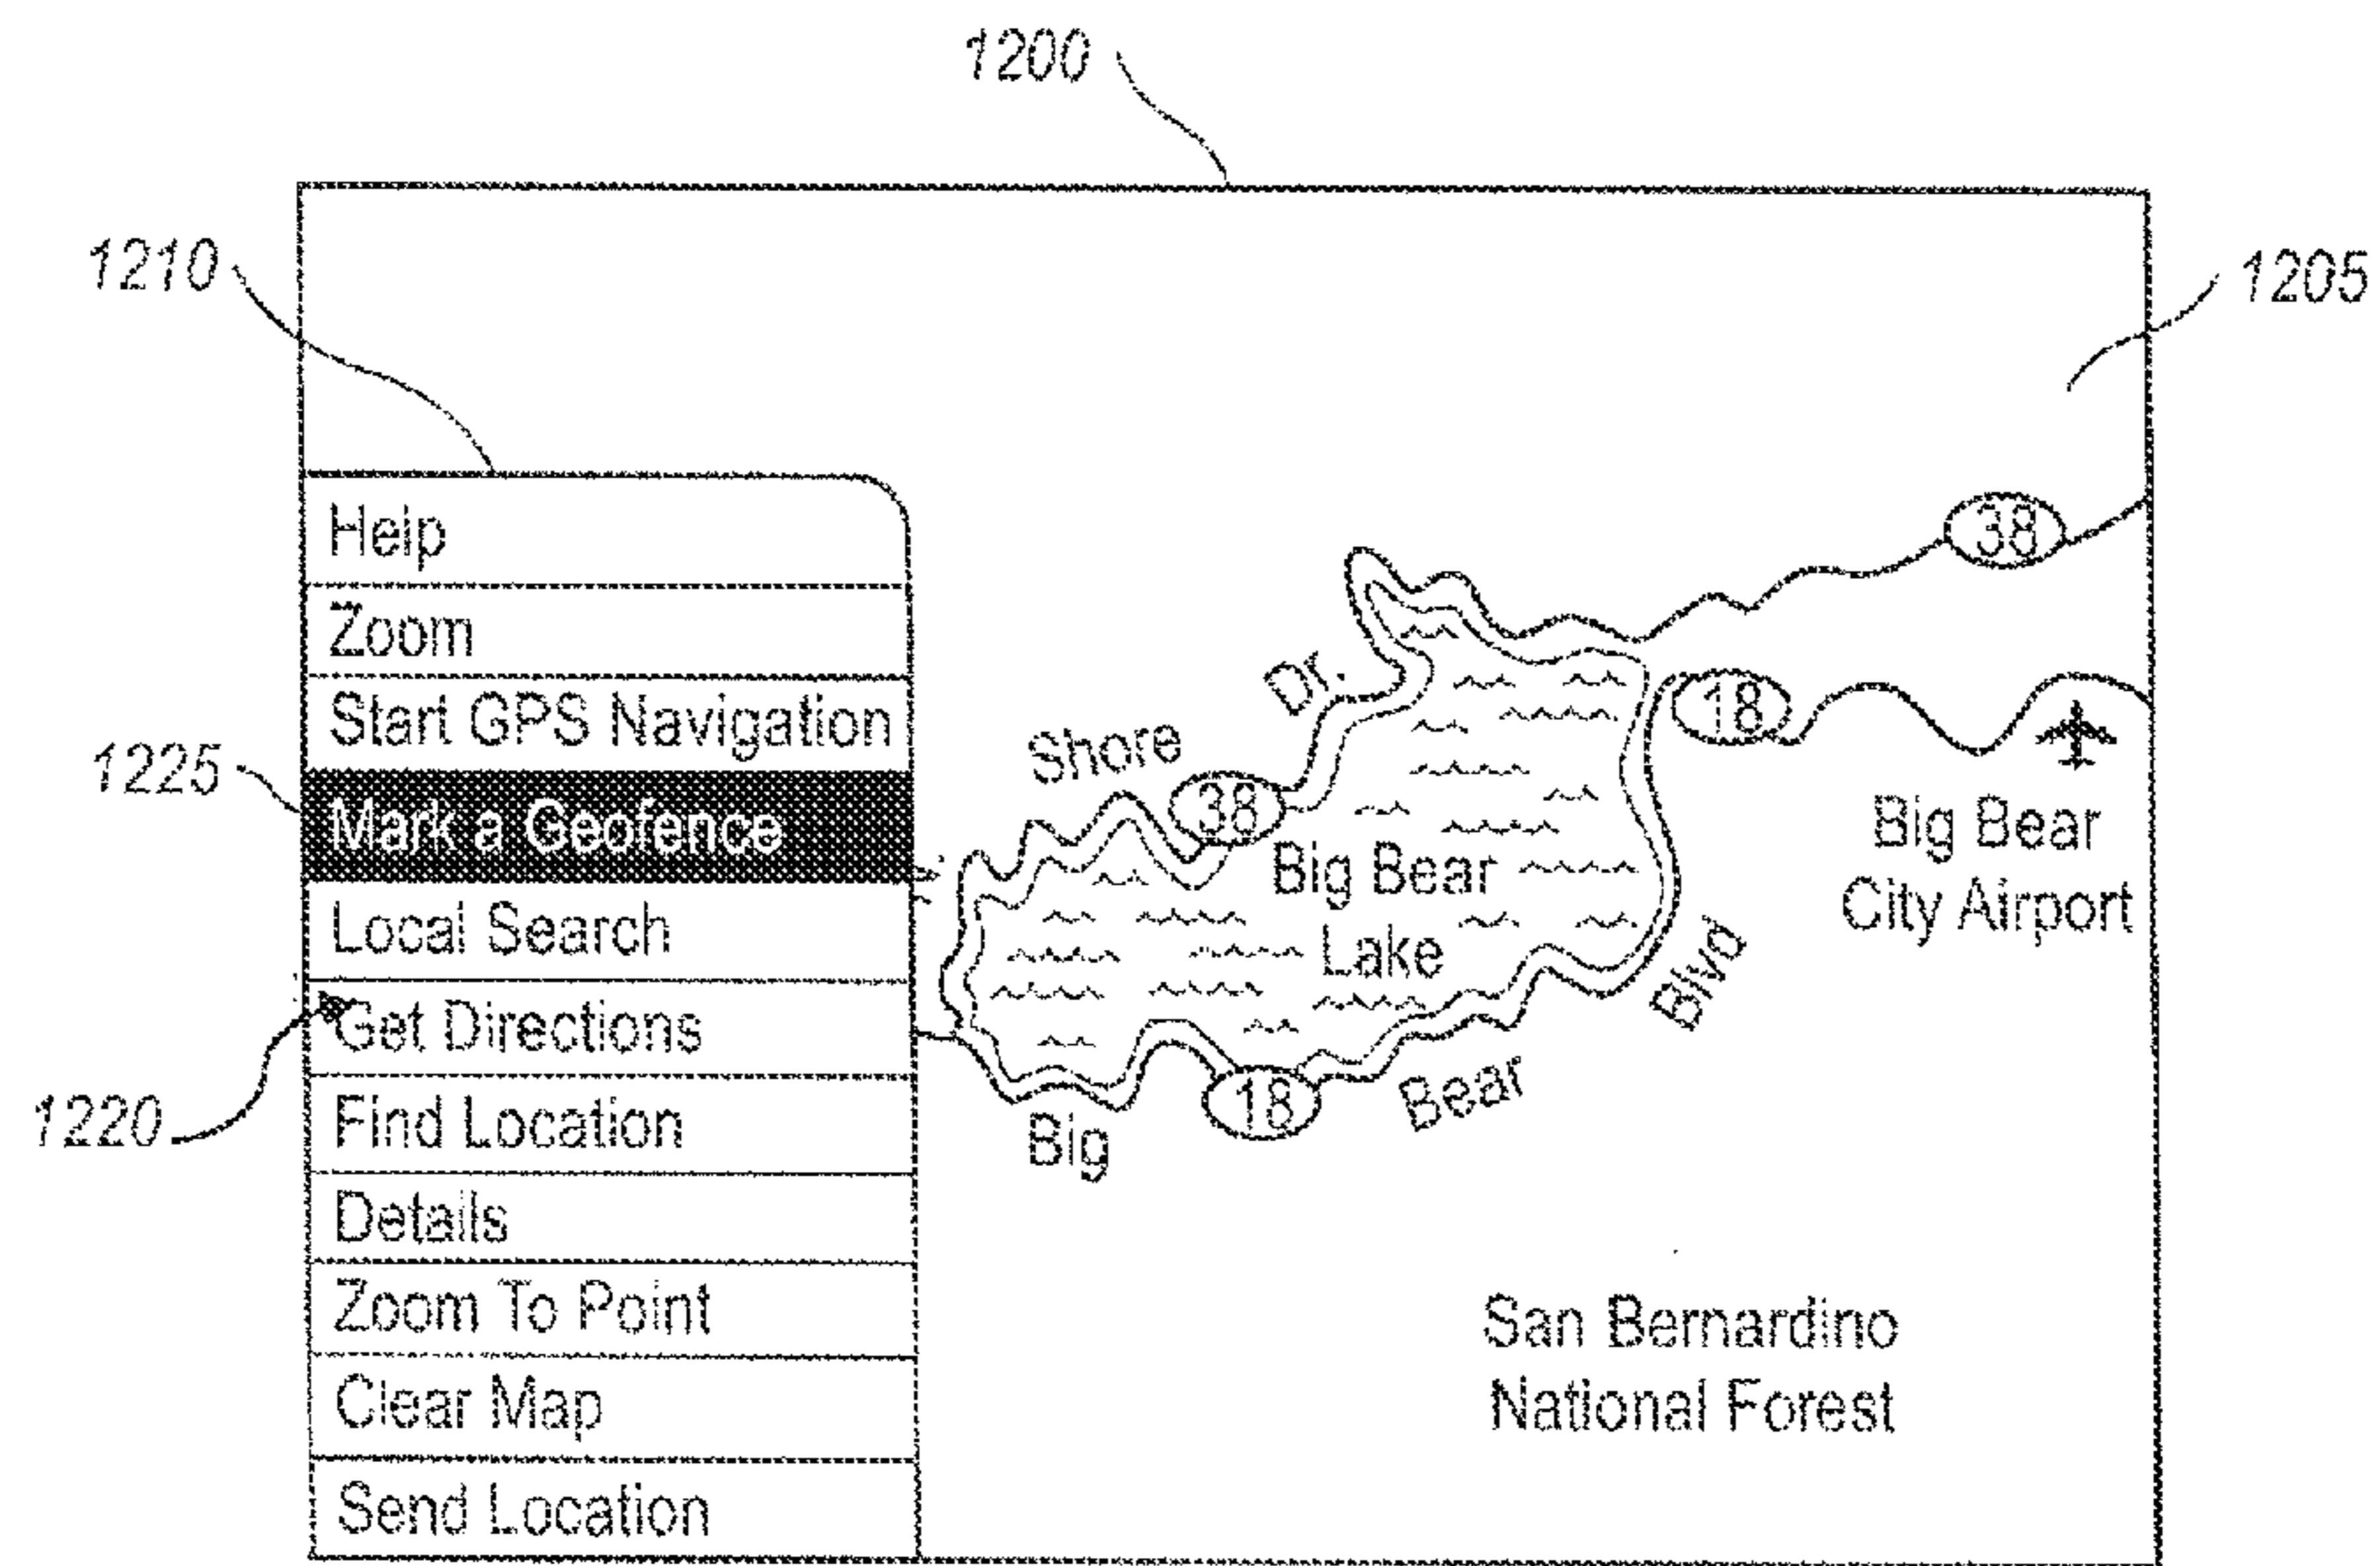 1200
1210
1205
Help
Zoom
Start GPS Navigation
1225
Mark a Geofence
Local Search
Get Directions
1220
Find Location
Details
Zoom To Point
Clear Map
Send Location
38
18
Shore Dr.
38
Big Bear
Lake
Big Bear
City Airport
Big
18
Bear
Blvd
San Bernardino
National Forest